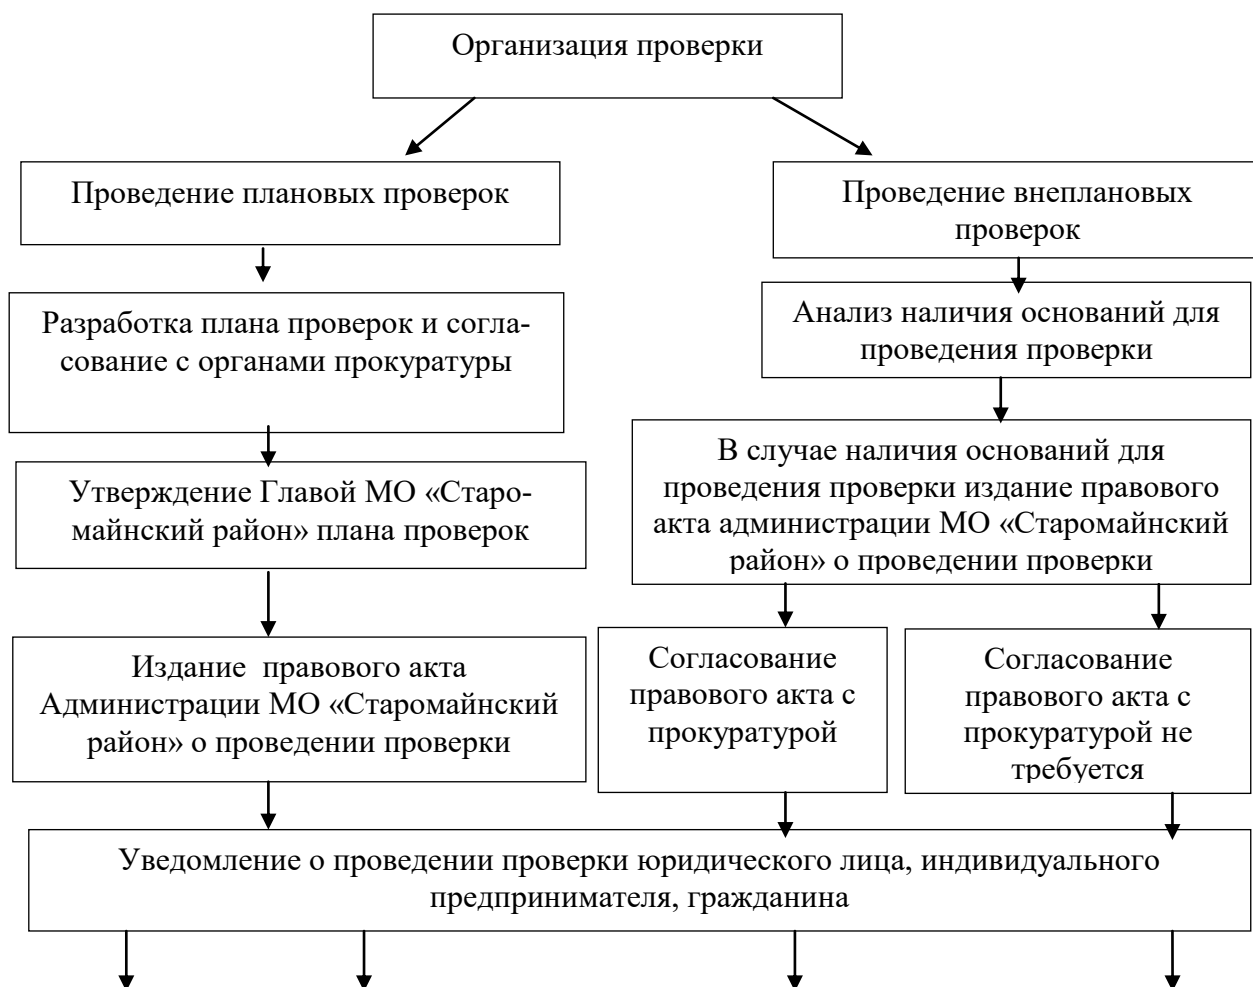 Организация проверки
Проведение плановых проверок
Проведение внеплановых
проверок
Разработка плана проверок и согла-
сование с органами прокуратуры
Анализ наличия оснований для
проведения проверки
Утверждение Главой МО «Старо-
майнский район» плана проверок
В случае наличия оснований для
проведения проверки издание правового
акта администрации МО «Старомайнский
район» о проведении проверки
Издание правового акта
Администрации МО «Старомайнский
район» о проведении проверки
Согласование
правового акта с
прокуратурой
Согласование
правового акта с
прокуратурой не
требуется
Уведомление о проведении проверки юридического лица, индивидуального
предпринимателя, гражданина